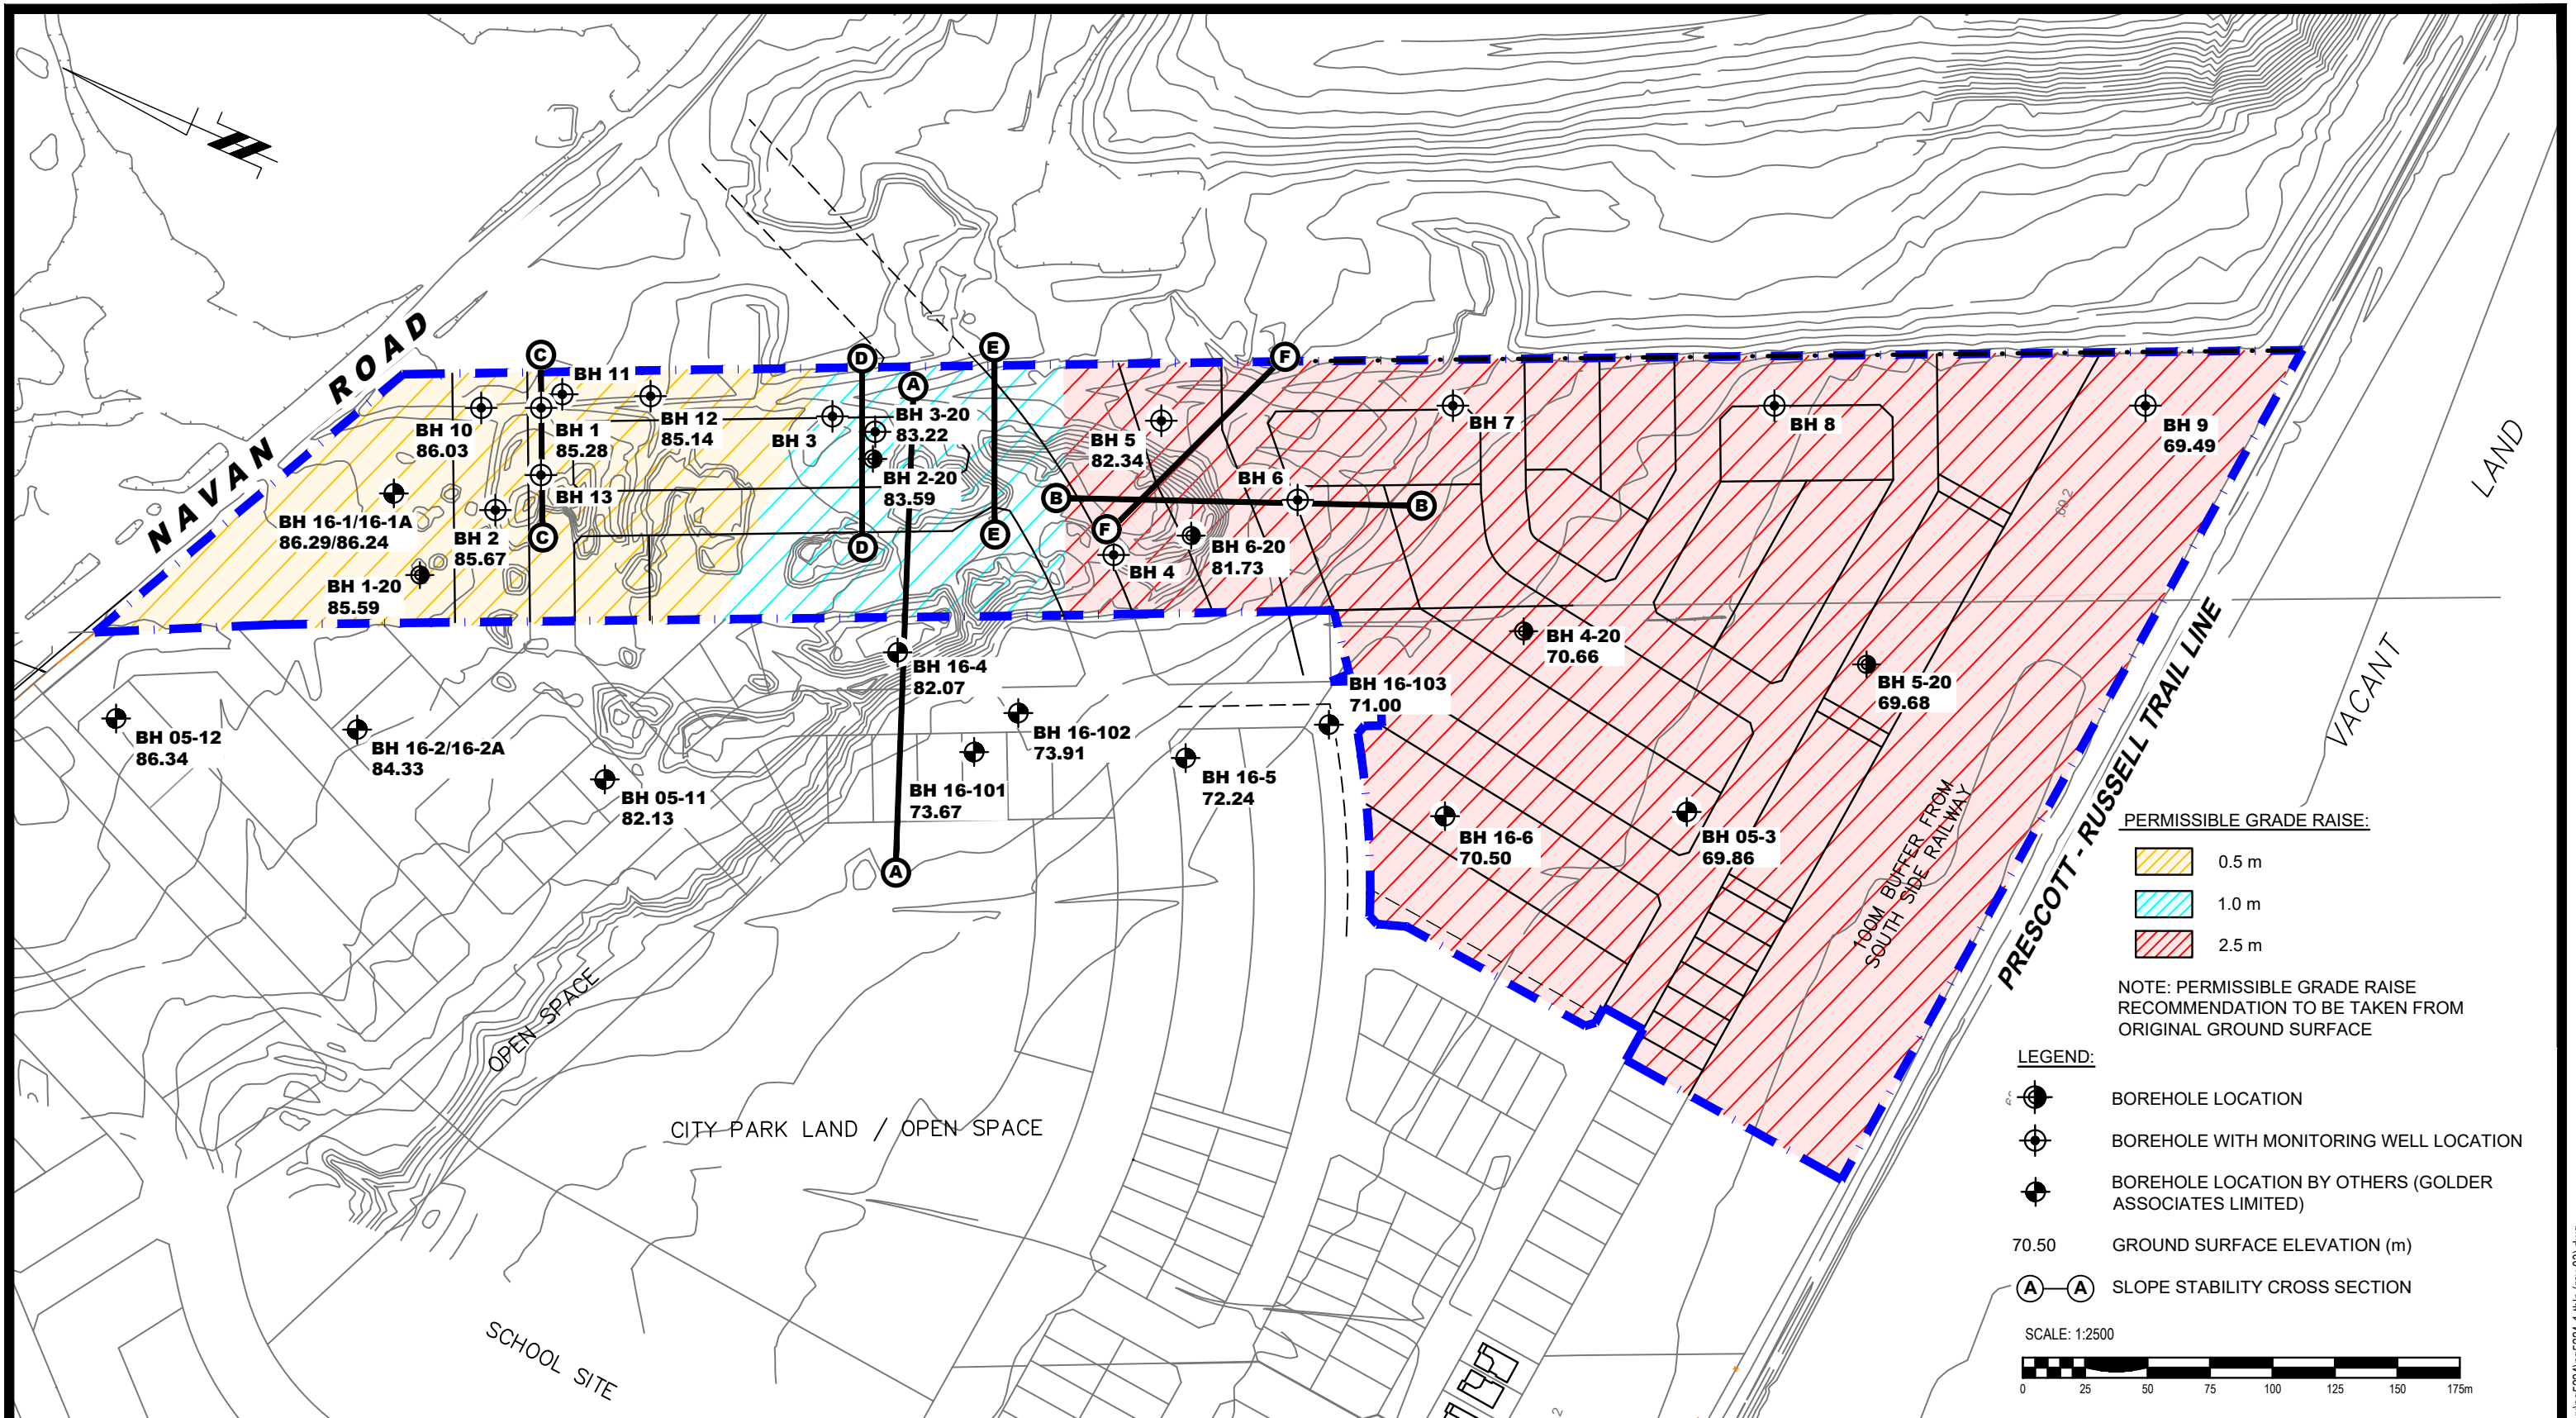 NAVAN ROAD
C
D
E
A
F
BH 11
BH 10
86.03
BH 1
85.28
BH 12
85.14
BH 3
BH 3-20
83.22
BH 5
82.34
BH 7
BH 8
BH 9
69.49
BH 2-20
83.59
BH 6
B
B
BH 13
BH 16-1/16-1A
86.29/86.24
BH 2
85.67
C
D
E
F
BH 6-20
81.73
BH 4
BH 1-20
85.59
69.2
LAND
VACANT
BH 4-20
70.66
BH 16-4
82.07
BH 16-103
71.00
BH 5-20
69.68
PRESCOTT - RUSSELL TRAIL LINE
BH 05-12
86.34
BH 16-2/16-2A
84.33
BH 16-102
73.91
BH 16-5
72.24
BH 05-11
82.13
BH 16-101
73.67
A
BH 16-6
70.50
BH 05-3
69.86
100M BUFFER FROM
SOUTH SIDE RAILWAY
OPEN SPACE
CITY PARK LAND / OPEN SPACE
SCHOOL SITE
PERMISSIBLE GRADE RAISE:
0.5 m
1.0 m
2.5 m
NOTE: PERMISSIBLE GRADE RAISE
RECOMMENDATION TO BE TAKEN FROM
ORIGINAL GROUND SURFACE
LEGEND:
BOREHOLE LOCATION
BOREHOLE WITH MONITORING WELL LOCATION
BOREHOLE LOCATION BY OTHERS (GOLDER
ASSOCIATES LIMITED)
70.50 GROUND SURFACE ELEVATION (m)
A A SLOPE STABILITY CROSS SECTION
SCALE: 1:2500
0 25 50 75 100 125 150 175m